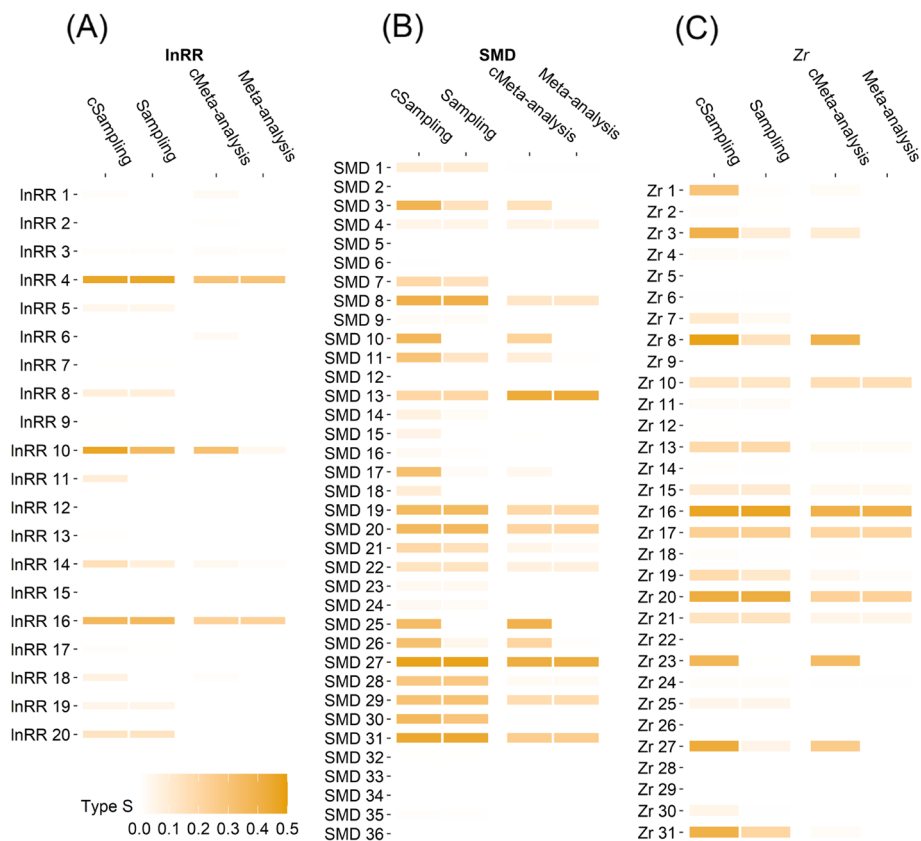 (A)
lnRR
cSampling
Sampling
cMeta-analysis
Meta-analysis
lnRR 1
lnRR 2
lnRR 3
lnRR 4
lnRR 5
lnRR 6
lnRR 7
lnRR 8
lnRR 9
lnRR 10
lnRR 11
lnRR 12
lnRR 13
lnRR 14
lnRR 15
lnRR 16
lnRR 17
lnRR 18
lnRR 19
lnRR 20
Type S
0.0 0.1 0.2 0.3 0.4 0.5
(B)
SMD
cSampling
Sampling
cMeta-analysis
Meta-analysis
SMD 1
SMD 2
SMD 3
SMD 4
SMD 5
SMD 6
SMD 7
SMD 8
SMD 9
SMD 10
SMD 11
SMD 12
SMD 13
SMD 14
SMD 15
SMD 16
SMD 17
SMD 18
SMD 19
SMD 20
SMD 21
SMD 22
SMD 23
SMD 24
SMD 25
SMD 26
SMD 27
SMD 28
SMD 29
SMD 30
SMD 31
SMD 32
SMD 33
SMD 34
SMD 35
SMD 36
(C)
Zr
cSampling
Sampling
cMeta-analysis
Meta-analysis
Zr 1
Zr 2
Zr 3
Zr 4
Zr 5
Zr 6
Zr 7
Zr 8
Zr 9
Zr 10
Zr 11
Zr 12
Zr 13
Zr 14
Zr 15
Zr 16
Zr 17
Zr 18
Zr 19
Zr 20
Zr 21
Zr 22
Zr 23
Zr 24
Zr 25
Zr 26
Zr 27
Zr 28
Zr 29
Zr 30
Zr 31